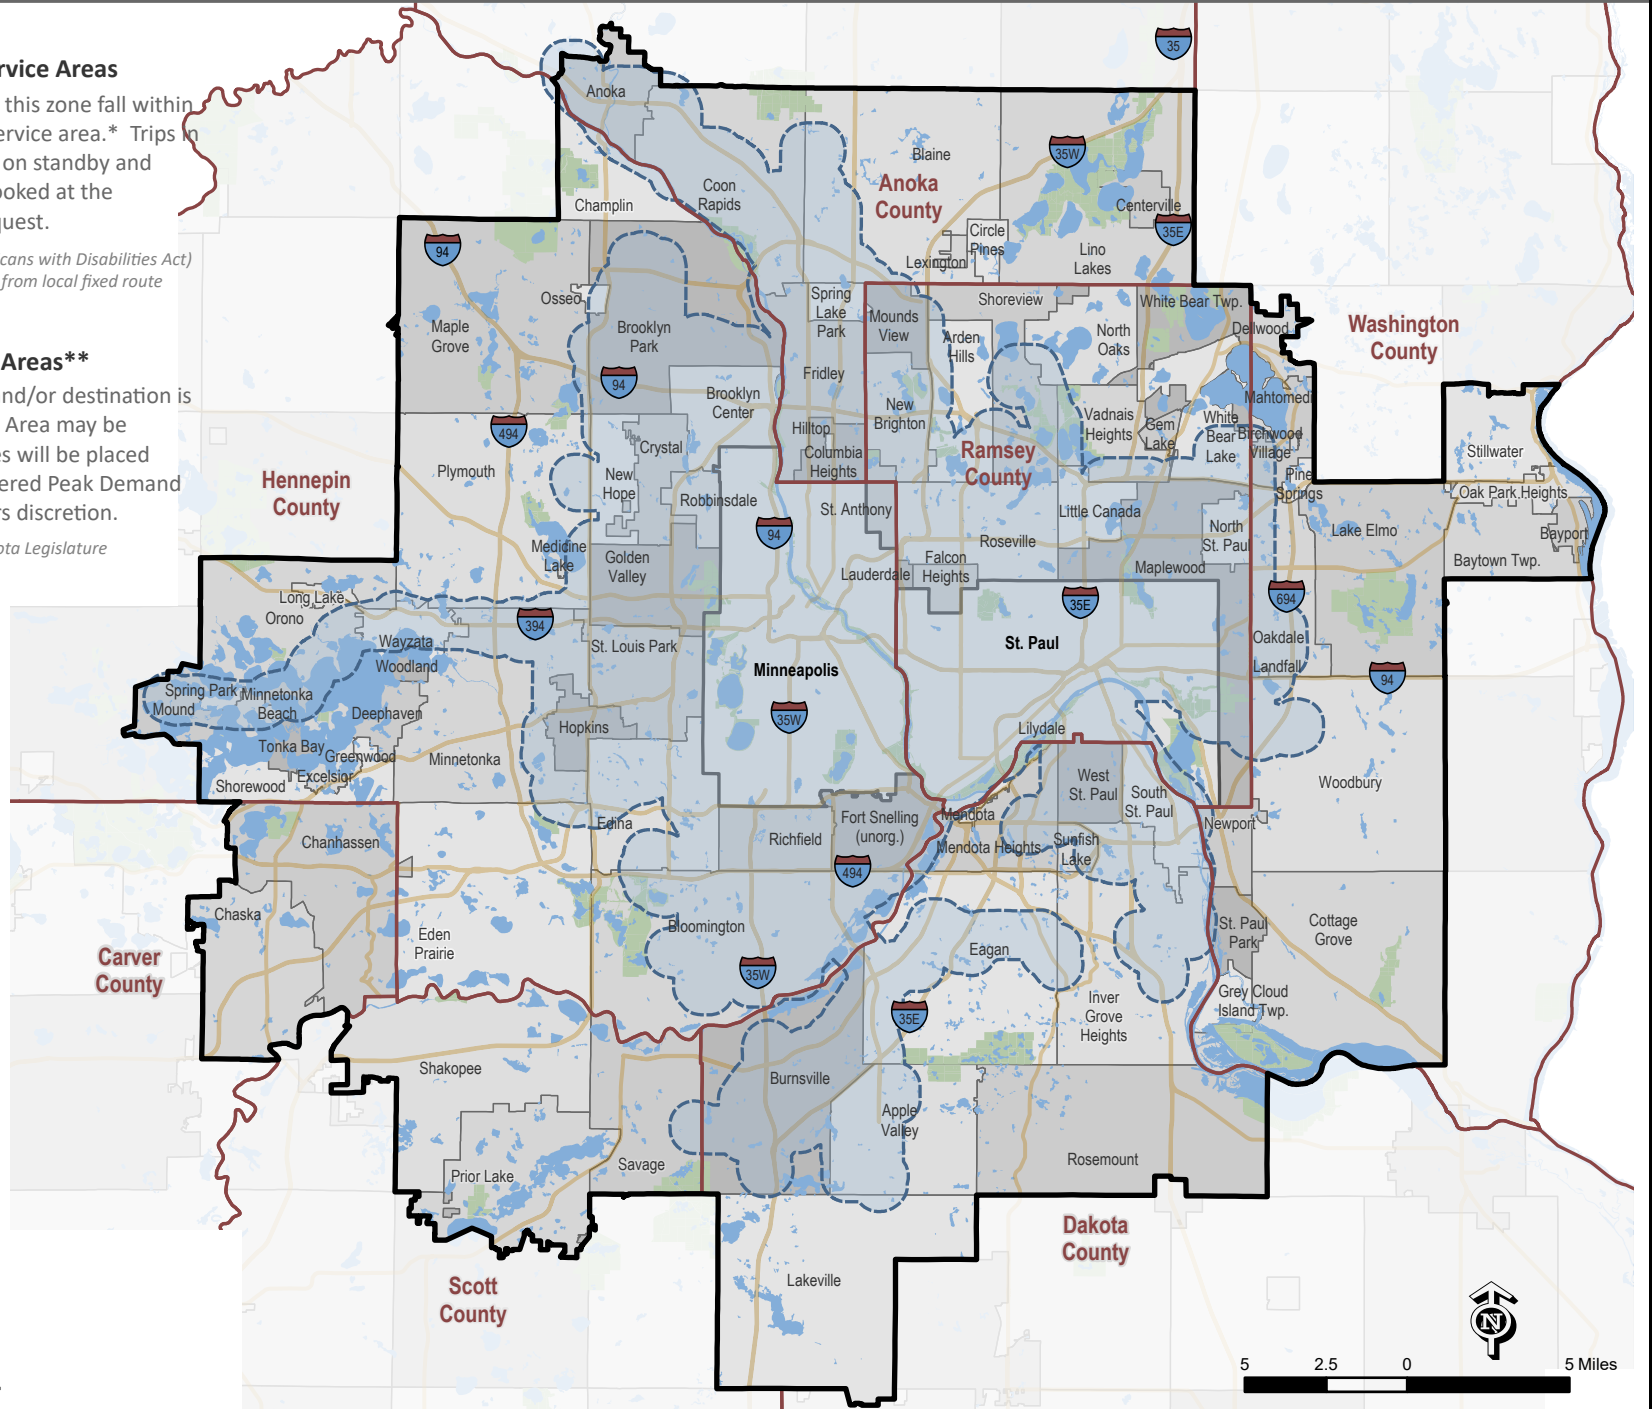 rvice Areas
this zone fall within
ervice area.* Trips in
on standby and
ooked at the
quest.
cans with Disabilities Act)
from local fixed route
Areas**
nd/or destination is
Area may be
es will be placed
ered Peak Demand
rs discretion.
ota Legislature
35
Anoka
Blaine
35W
Anoka
County
Coon
Rapids
Champlin
Centerville
35E
Circle
Pines
Lexington
Lino
Lakes
94
Osseo
Maple
Grove
Brooklyn
Park
94
Spring
Lake
Park
Mounds
View
Shoreview
White Bear Twp.
Dellwood
Arden
Hills
North
Oaks
Washington
County
Fridley
Brooklyn
Center
New
Brighton
Mahtomedi
494
Hilltop
Columbia
Heights
Vadnais
Heights
Gem
Lake
White
Bear
Lake
Birchwood
Village
Crystal
Plymouth
New
Hope
Robbinsdale
Ramsey
County
Pine
Springs
Stillwater
Oak Park Heights
Hennepin
County
St. Anthony
94
Little Canada
North
St. Paul
Lake Elmo
Bayport
Baytown Twp.
Medicine
Lake
Golden
Valley
Roseville
Falcon
Heights
Lauderdale
Maplewood
Long Lake
Orono
394
35E
694
Wayzata
Woodland
St. Louis Park
Minneapolis
St. Paul
Oakdale
Landfall
94
Spring Park
Mound
Minnetonka
Beach
Deephaven
35W
Hopkins
Lilydale
Tonka Bay
Greenwood
Excelsior
Shorewood
Minnetonka
West
St. Paul
South
St. Paul
Woodbury
Chanhassen
Edina
Richfield
Fort Snelling
(unorg.)
Mendota
Mendota Heights
Sunfish
Lake
Newport
494
Chaska
Eden
Prairie
Bloomington
Eagan
St. Paul
Park
Cottage
Grove
Carver
County
35W
35E
Inver
Grove
Heights
Grey Cloud
Island Twp.
Shakopee
Burnsville
Apple
Valley
Prior Lake
Savage
Rosemount
Dakota
County
Scott
County
Lakeville
N
5 2.5 0 5 Miles